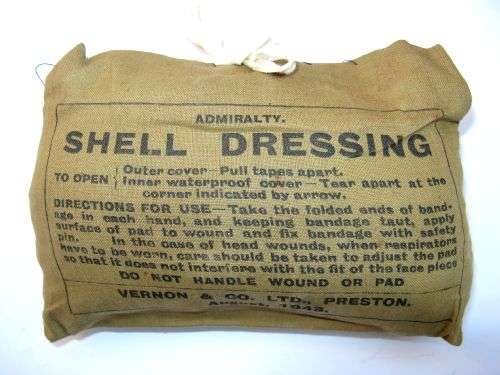 ADMIRALTY.
SHELL DRESSING
TO OPEN { Outer cover—Pull tapes apart.
Inner waterproof cover—Tear apart at the
corner indicated by arrow.
DIRECTIONS FOR USE—Take the folded ends of band-
age in each hand, and keeping bandage taut, apply
surface of pad to wound and fix bandage with safety
pin. In the case of head wounds, when respirators
have to be worn, care should be taken to adjust the pad
so that it does not interfere with the fit of the face piece
DO NOT HANDLE WOUND OR PAD
VERNON & CO. LTD., PRESTON.
August, 1943.